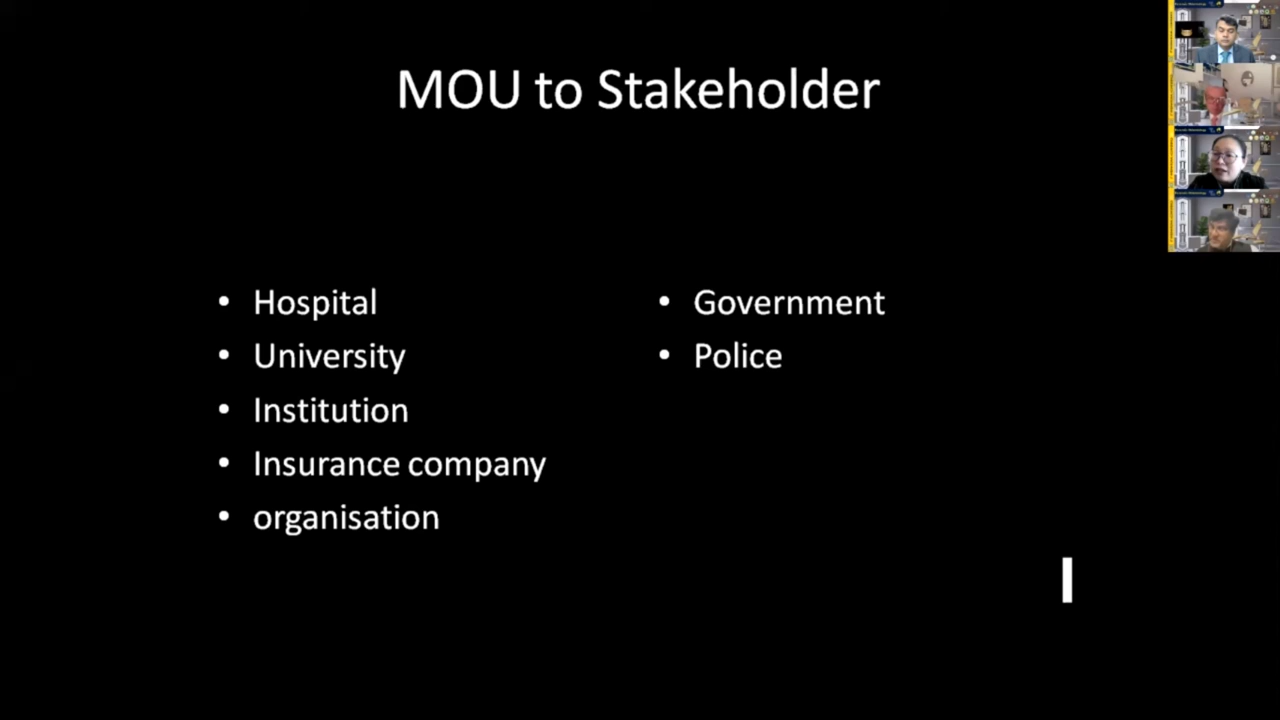 MOU to Stakeholder
• Hospital
• University
• Institution
• Insurance company
• organisation
• Government
• Police